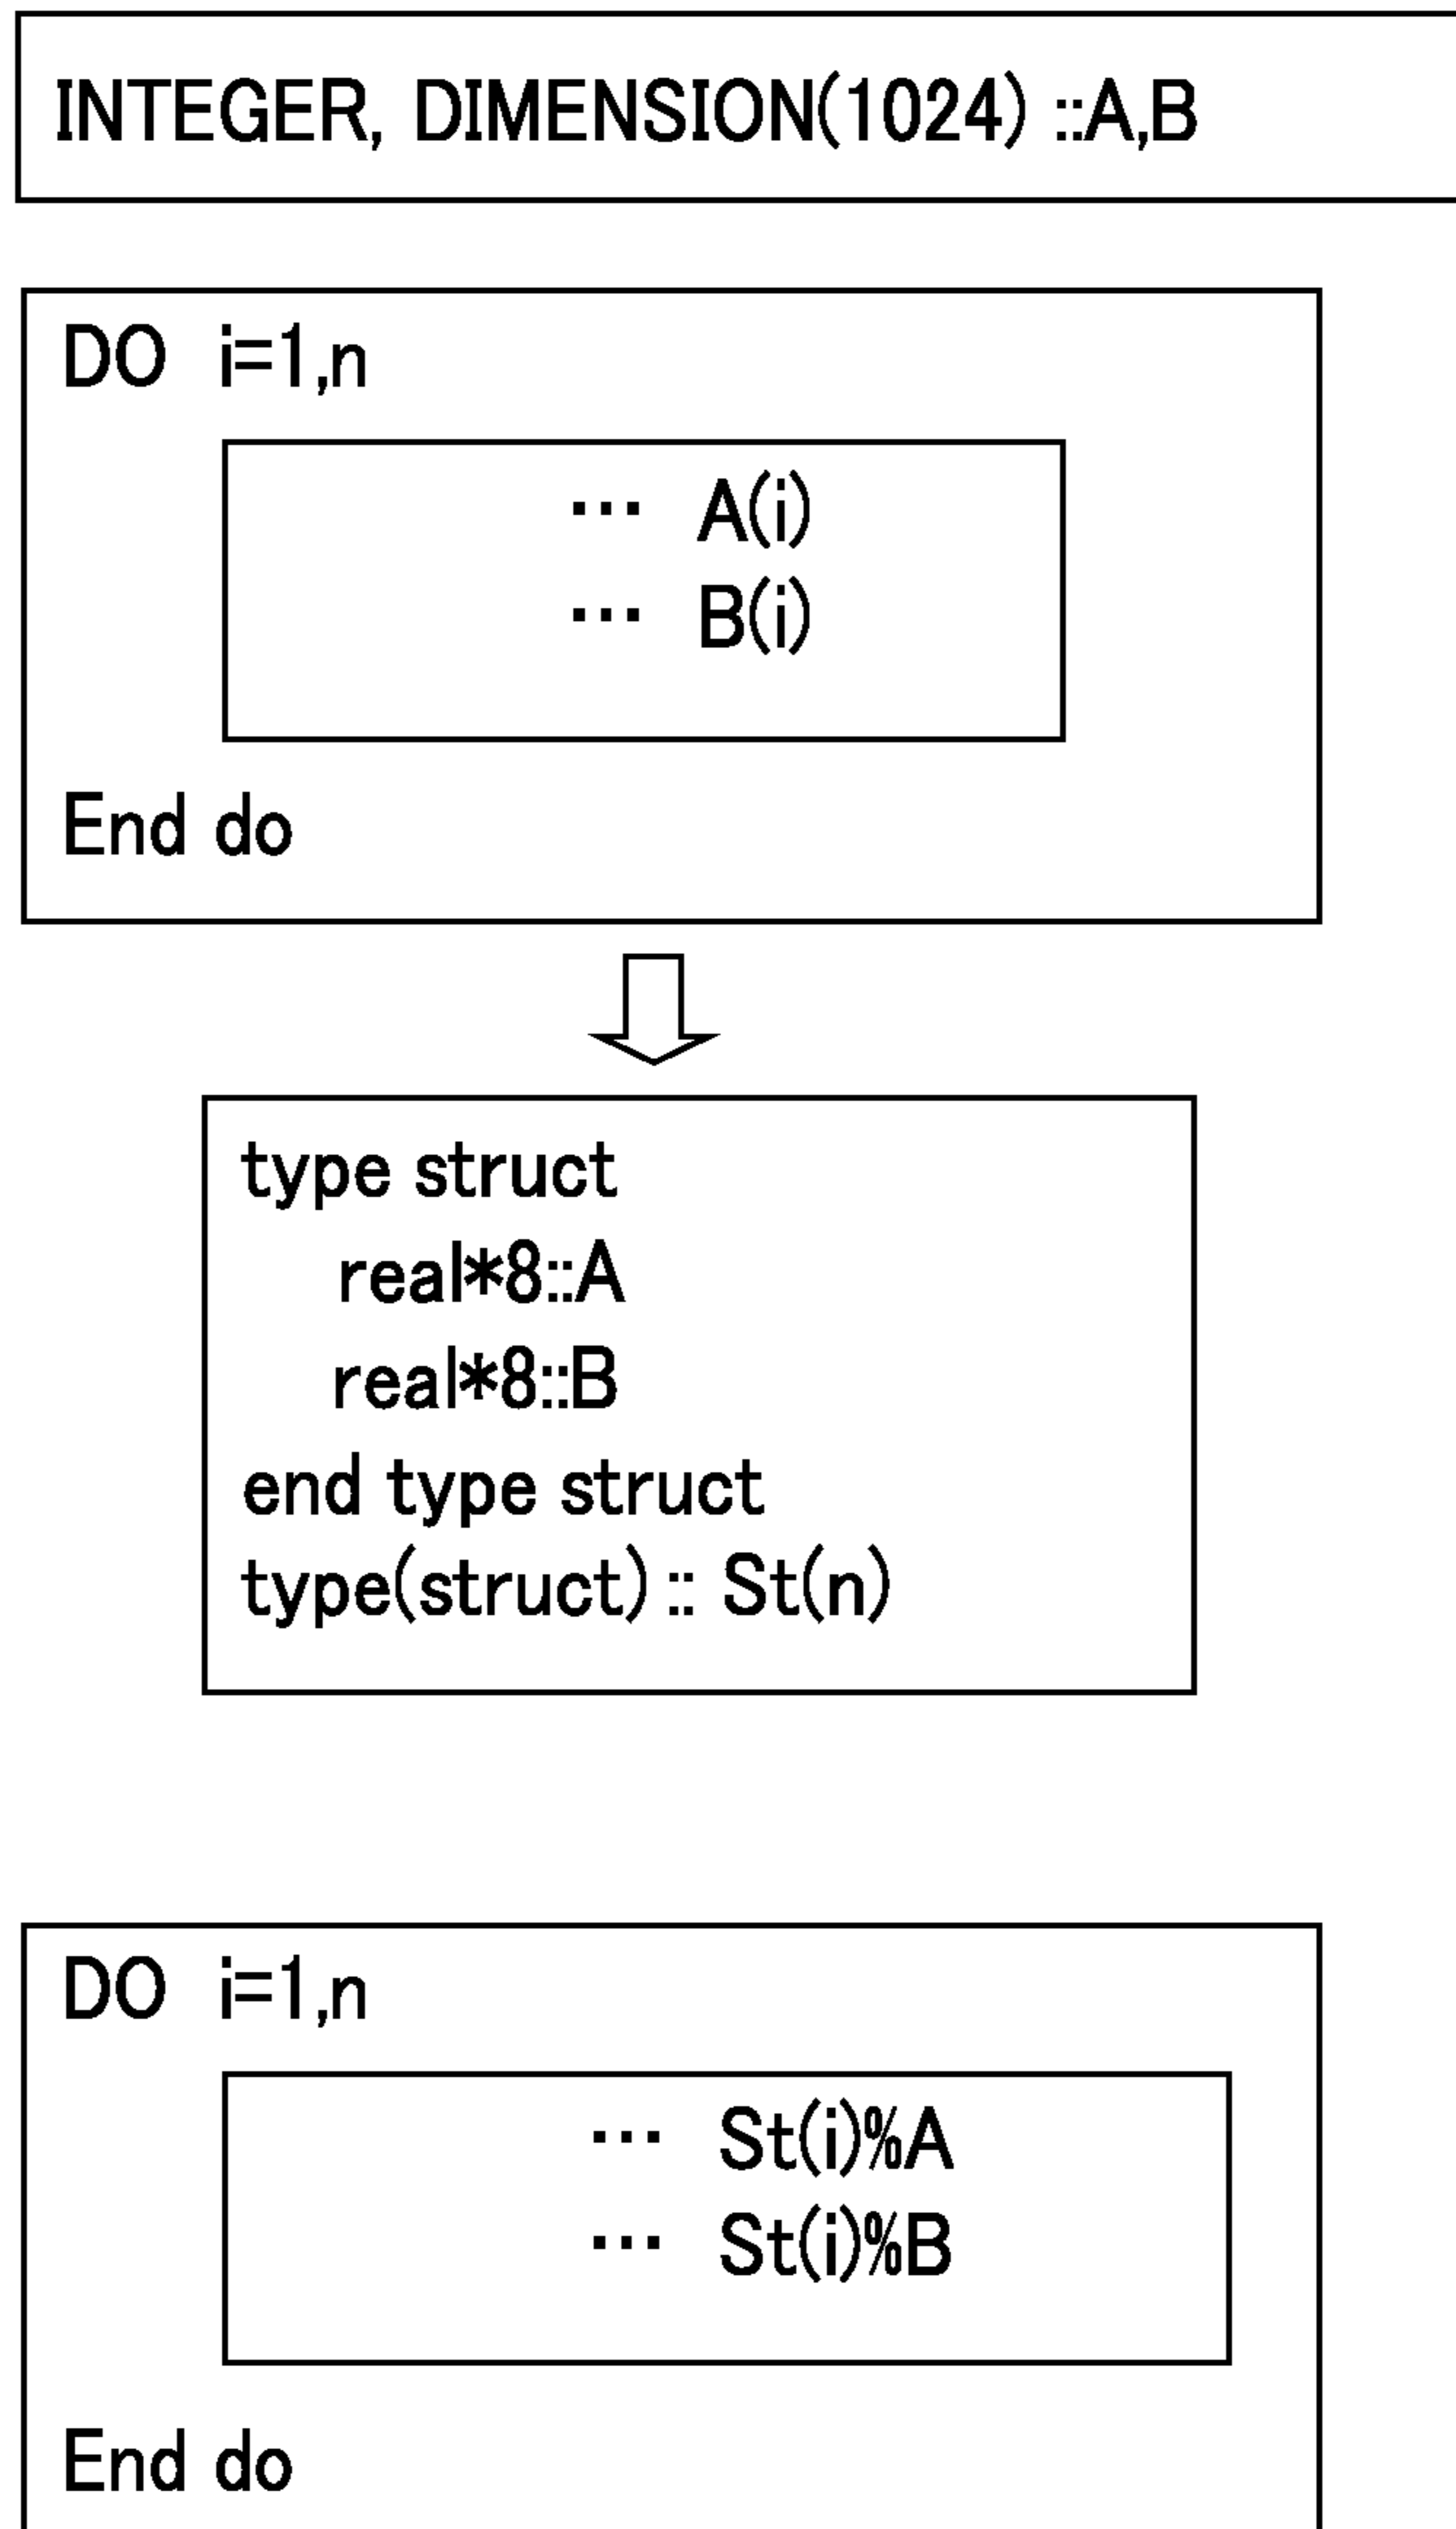 INTEGER, DIMENSION(1024) ::A,B
DO i=1,n
… A(i)
… B(i)
End do
type struct
real*8::A
real*8::B
end type struct
type(struct) :: St(n)
DO i=1,n
… St(i)%A
… St(i)%B
End do